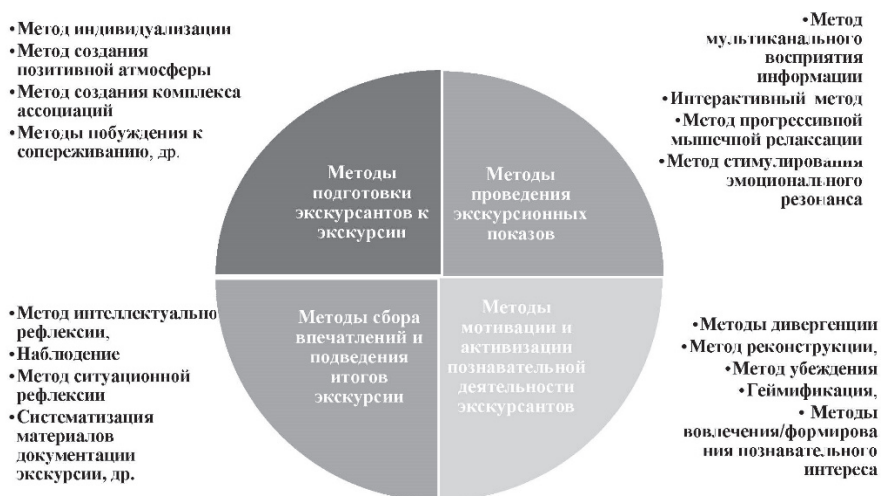 •Метод индивидуализации
•Метод создания
позитивной атмосферы
•Метод создания комплекса
ассоциаций
•Методы побуждения к
сопереживанию, др.
•Метод
мультиканального
восприятия
информации
•Интерактивный метод
•Метод прогрессивной
мышечной релаксации
•Метод стимулирования
эмоционального
резонанса
Методы
подготовки
экскурсантов к
экскурсии
Методы
проведения
экскурсионных
показов
Методы сбора
впечатлений и
подведения
итогов
экскурсии
Методы
мотивации и
активизации
познавательной
деятельности
экскурсантов
•Метод интеллектуально
рефлексии,
•Наблюдение
•Метод ситуационной
рефлексии
•Систематизация
материалов
документации
экскурсии, др.
•Методы дивергенции
•Метод реконструкции,
•Метод убеждения
•Геймификация,
• Методы
вовлечения/формирова
ния познавательного
интереса